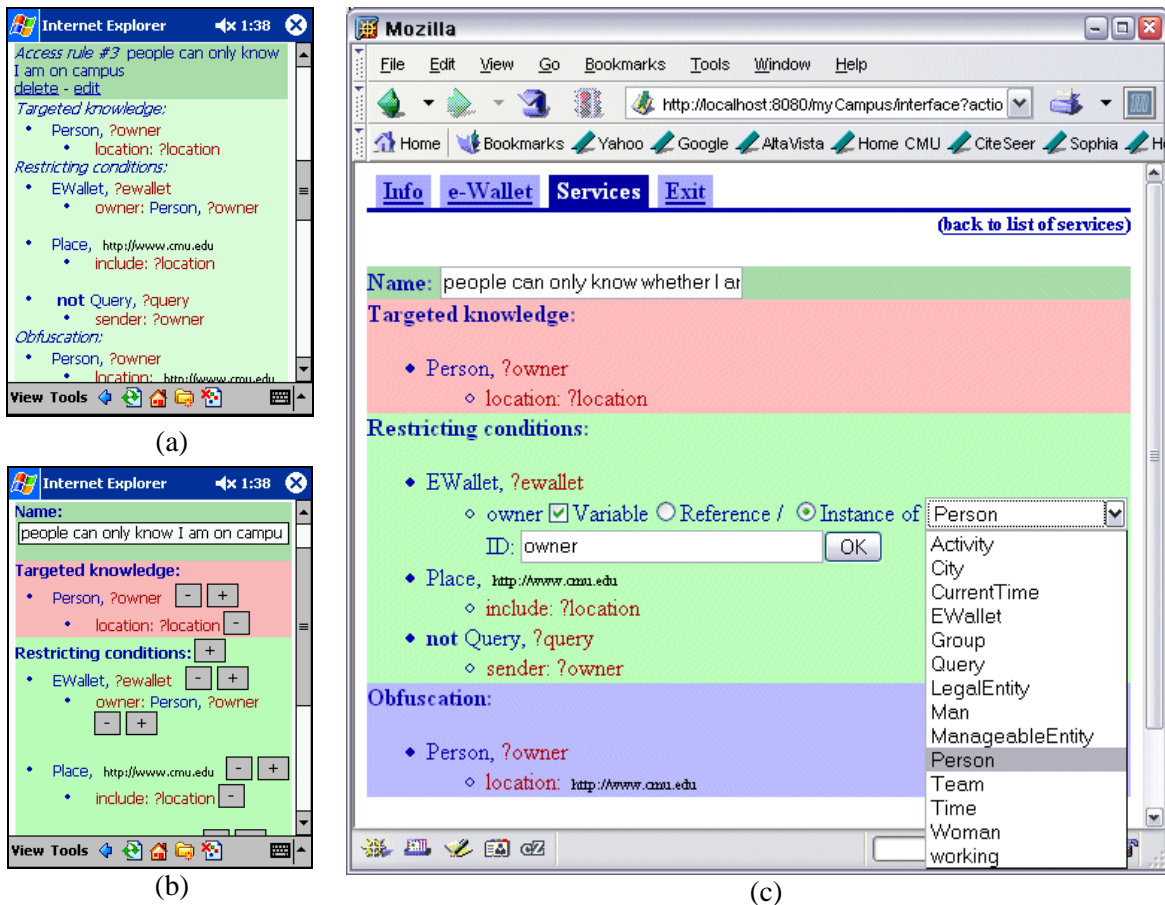 Internet Explorer 1:38
Access rule #3 people can only know
I am on campus
delete - edit
Targeted knowledge:
Person, ?owner
location: ?location
Restricting conditions:
EWallet, ?ewallet
owner: Person, ?owner
Place, http://www.cmu.edu
include: ?location
not Query, ?query
sender: ?owner
Obfuscation:
Person, ?owner
location: http://www.cmu.edu
View Tools
(a)
Internet Explorer 1:38
Name:
people can only know I am on campu
Targeted knowledge:
Person, ?owner - +
location: ?location -
Restricting conditions: +
EWallet, ?ewallet - +
owner: Person, ?owner
- +
Place, http://www.cmu.edu - +
include: ?location -
View Tools
(b)
Mozilla
File Edit View Go Bookmarks Tools Window Help
http://localhost:8080/myCampus/interface?actio
Home Bookmarks Yahoo Google AltaVista Home CMU CiteSeer Sophia H
Info e-Wallet Services Exit
(back to list of services)
Name: people can only know whether I ar
Targeted knowledge:
Person, ?owner
location: ?location
Restricting conditions:
EWallet, ?ewallet
owner Variable Reference / Instance of Person
ID: owner OK
Place, http://www.cmu.edu
include: ?location
not Query, ?query
sender: ?owner
Obfuscation:
Person, ?owner
location: http://www.cmu.edu
Activity
City
CurrentTime
EWallet
Group
Query
LegalEntity
Man
ManageableEntity
Person
Team
Time
Woman
working
(c)